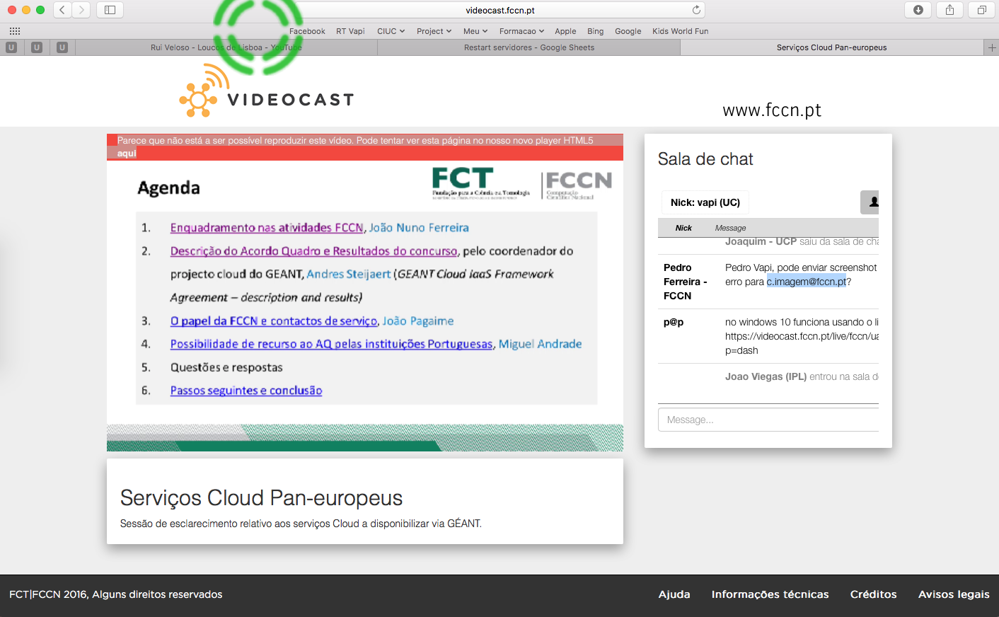 videocast.fccn.pt
Facebook RT Vapi CIUC Project Meu Formacao Apple Bing Google Kids World Fun
U U U Rui Veloso - Loucos de Lisboa - YouTube Restart servidores - Google Sheets Serviços Cloud Pan-europeus
VIDEOCAST
www.fccn.pt
Parece que não está a ser possível reproduzir este vídeo. Pode tentar ver esta página no nosso novo player HTML5
aqui
Agenda
FCT
Fundação para a Ciência e a Tecnologia
FCCN
Computação
Científica Nacional
1. Enquadramento nas atividades FCCN, João Nuno Ferreira
2. Descrição do Acordo Quadro e Resultados do concurso, pelo coordenador do
projecto cloud do GEANT, Andres Steijaert (GEANT Cloud IaaS Framework
Agreement – description and results)
3. O papel da FCCN e contactos de serviço, João Pagaime
4. Possibilidade de recurso ao AQ pelas instituições Portuguesas, Miguel Andrade
5. Questões e respostas
6. Passos seguintes e conclusão
Sala de chat
Nick: vapi (UC)
Nick Message
Joaquim - UCP saiu da sala de cha
Pedro Ferreira - FCCN
Pedro Vapi, pode enviar screenshot
erro para c.imagem@fccn.pt?
p@p
no windows 10 funciona usando o li
https://videocast.fccn.pt/live/fccn/ua
p=dash
Joao Viegas (IPL) entrou na sala de
Message...
Serviços Cloud Pan-europeus
Sessão de esclarecimento relativo aos serviços Cloud a disponibilizar via GÉANT.
FCT|FCCN 2016, Alguns direitos reservados
Ajuda Informações técnicas Créditos Avisos legais